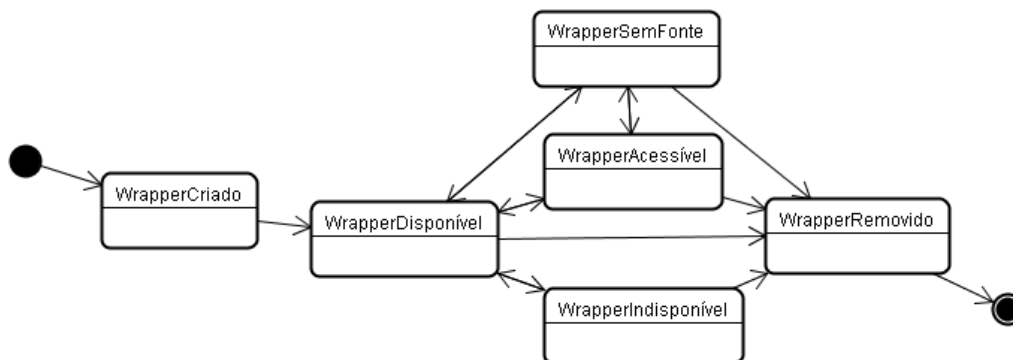 WrapperSemFonte
WrapperAcessível
WrapperCriado
WrapperDisponível
WrapperRemovido
WrapperIndisponível